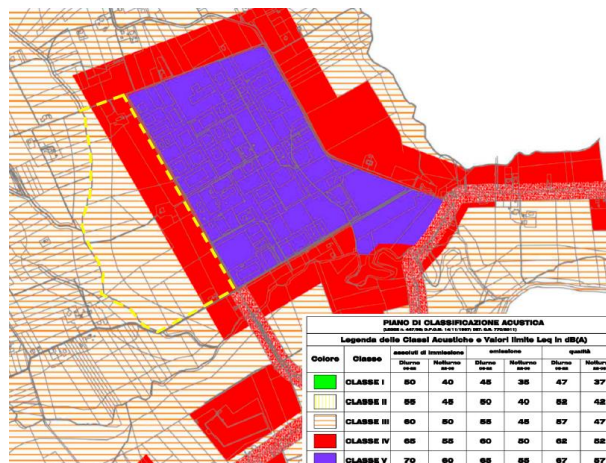 PIANO DI CLASSIFICAZIONE ACUSTICA
Legenda delle Classi Acustiche e Valori limite Leq in dB(A)
Colore Classe assoluti di immissione emissione qualità
Diurno Notturno Diurno Notturno Diurno Notturno
CLASSE I 50 40 45 35 47 37
CLASSE II 55 45 50 40 52 42
CLASSE III 60 50 55 45 57 47
CLASSE IV 65 55 60 50 62 52
CLASSE V 70 60 65 55 67 57